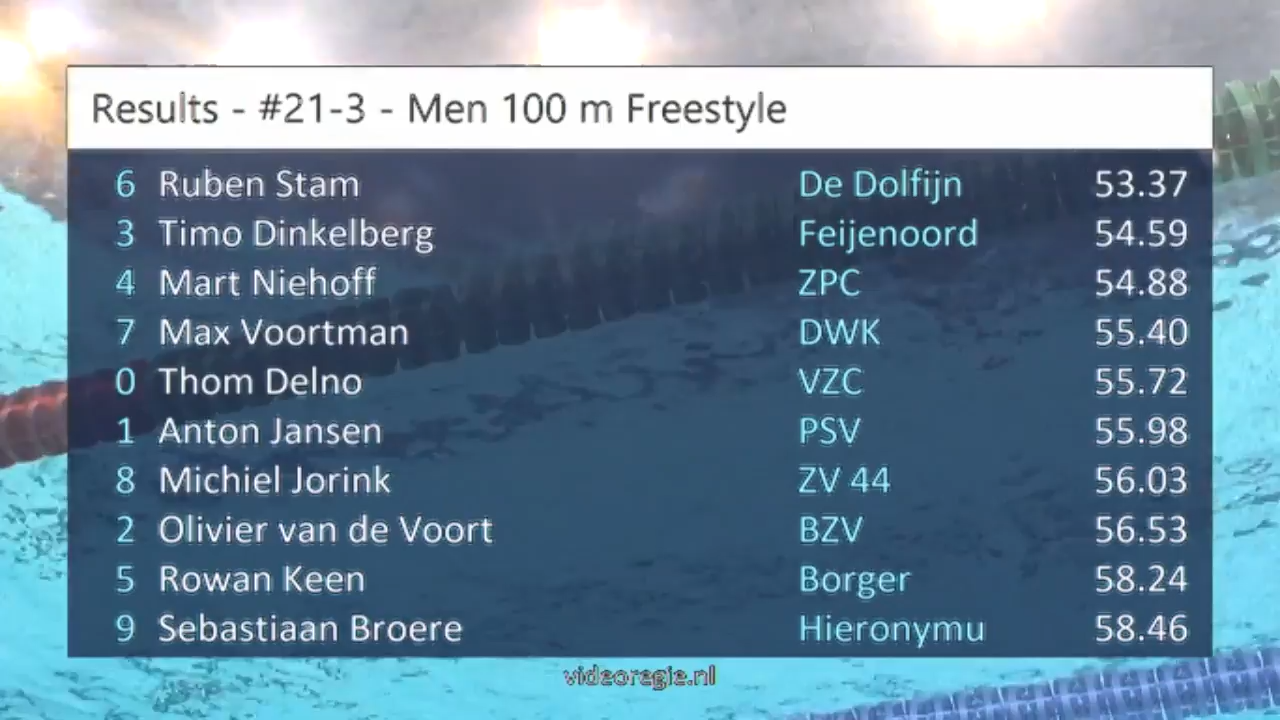 Results - #21-3 - Men 100 m Freestyle
6 Ruben Stam De Dolfijn 53.37
3 Timo Dinkelberg Feijenoord 54.59
4 Mart Niehoff ZPC 54.88
7 Max Voortman DWK 55.40
0 Thom Delno VZC 55.72
1 Anton Jansen PSV 55.98
8 Michiel Jorink ZV 44 56.03
2 Olivier van de Voort BZV 56.53
5 Rowan Keen Borger 58.24
9 Sebastiaan Broere Hieronymu 58.46
videoregie.nl